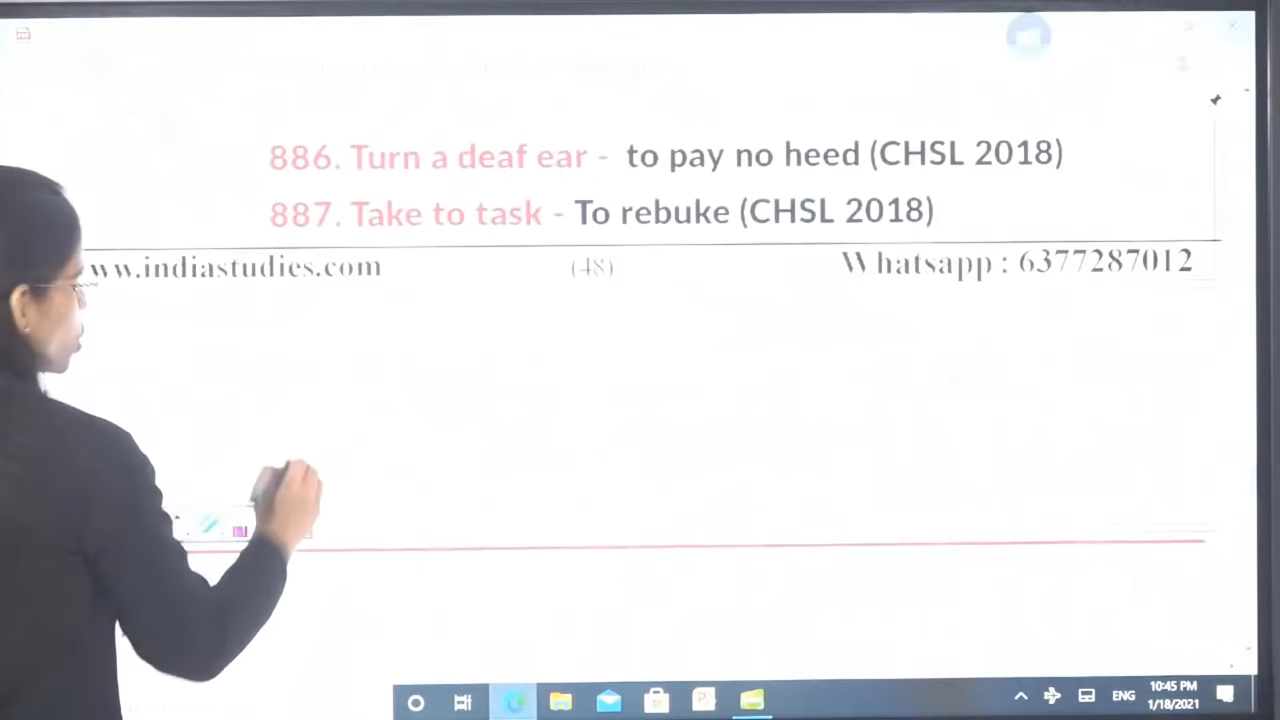 886. Turn a deaf ear - to pay no heed (CHSL 2018)
887. Take to task - To rebuke (CHSL 2018)
ww.indiastudies.com (48) Whatsapp : 6377287012
ENG
10:45 PM
1/18/2021